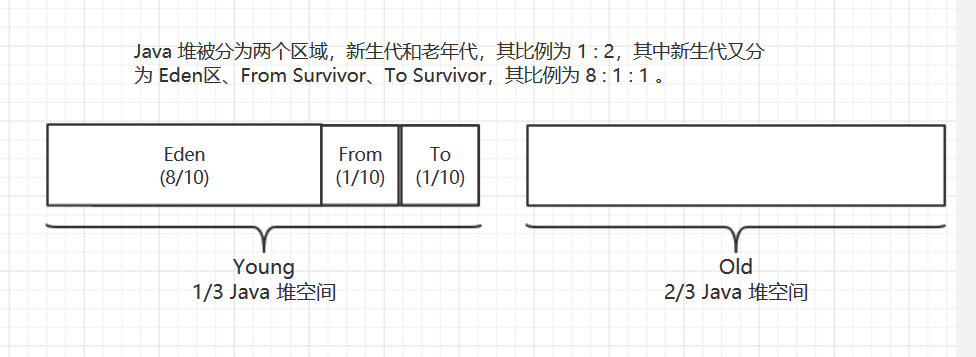 Java 堆被分为两个区域，新生代和老年代，其比例为 1 : 2，其中新生代又分
为 Eden区、From Survivor、To Survivor，其比例为 8 : 1 : 1 。
Eden
(8/10)
From
(1/10)
To
(1/10)
Young
1/3 Java 堆空间
Old
2/3 Java 堆空间